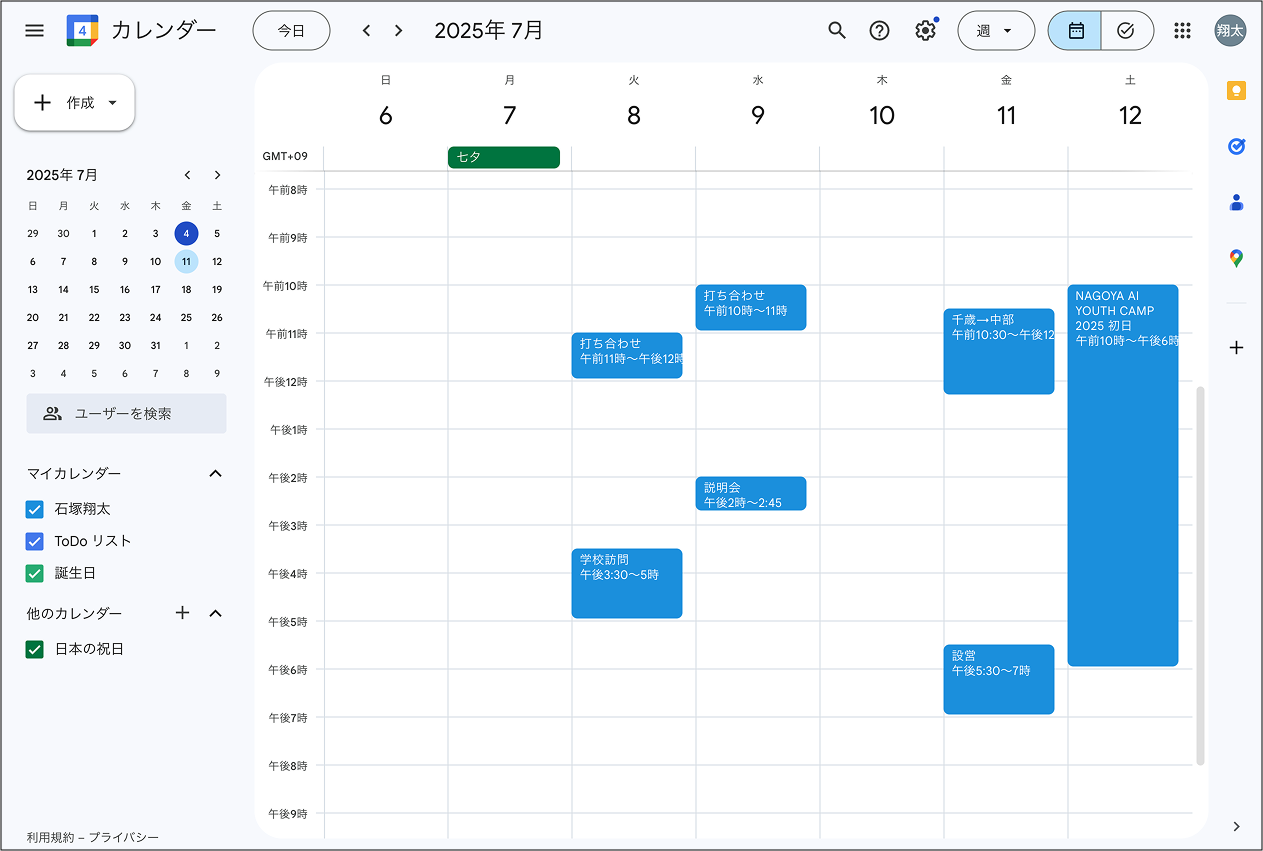 4 カレンダー 今日 2025年 7月 週 翔太
作成
2025年 7月
日 月 火 水 木 金 土
29 30 1 2 3 4 5
6 7 8 9 10 11 12
13 14 15 16 17 18 19
20 21 22 23 24 25 26
27 28 29 30 31 1 2
3 4 5 6 7 8 9
ユーザーを検索
マイカレンダー
石塚翔太
ToDo リスト
誕生日
他のカレンダー
日本の祝日
利用規約 – プライバシー
日 月 火 水 木 金 土
6 7 8 9 10 11 12
GMT+09
七夕
午前8時
午前9時
午前10時
午前11時
午後12時
午後1時
午後2時
午後3時
午後4時
午後5時
午後6時
午後7時
午後8時
午後9時
打ち合わせ
午前11時～午後12時
学校訪問
午後3:30～5時
打ち合わせ
午前10時～11時
説明会
午後2時～2:45
千歳→中部
午前10:30～午後12
設営
午後5:30～7時
NAGOYA AI
YOUTH CAMP
2025 初日
午前10時～午後6時